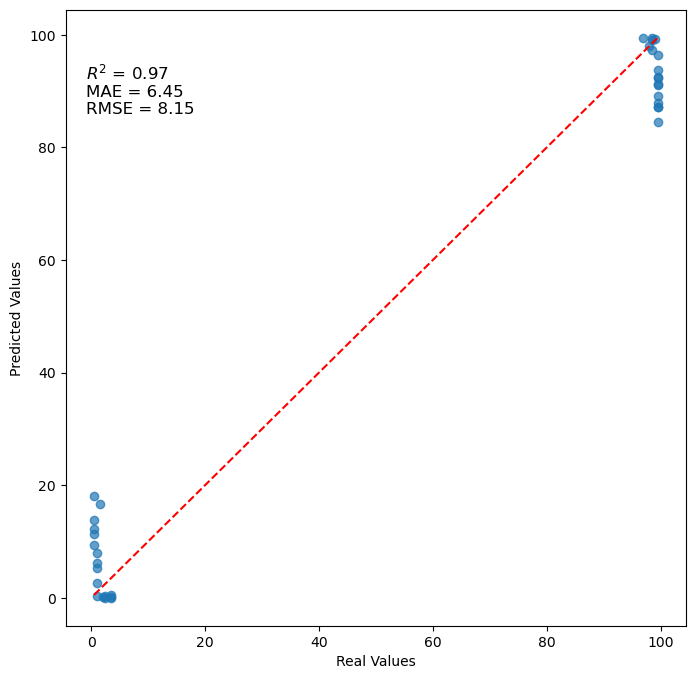 100
80
60
40
20
0
R² = 0.97
MAE = 6.45
RMSE = 8.15
Predicted Values
0 20 40 60 80 100
Real Values